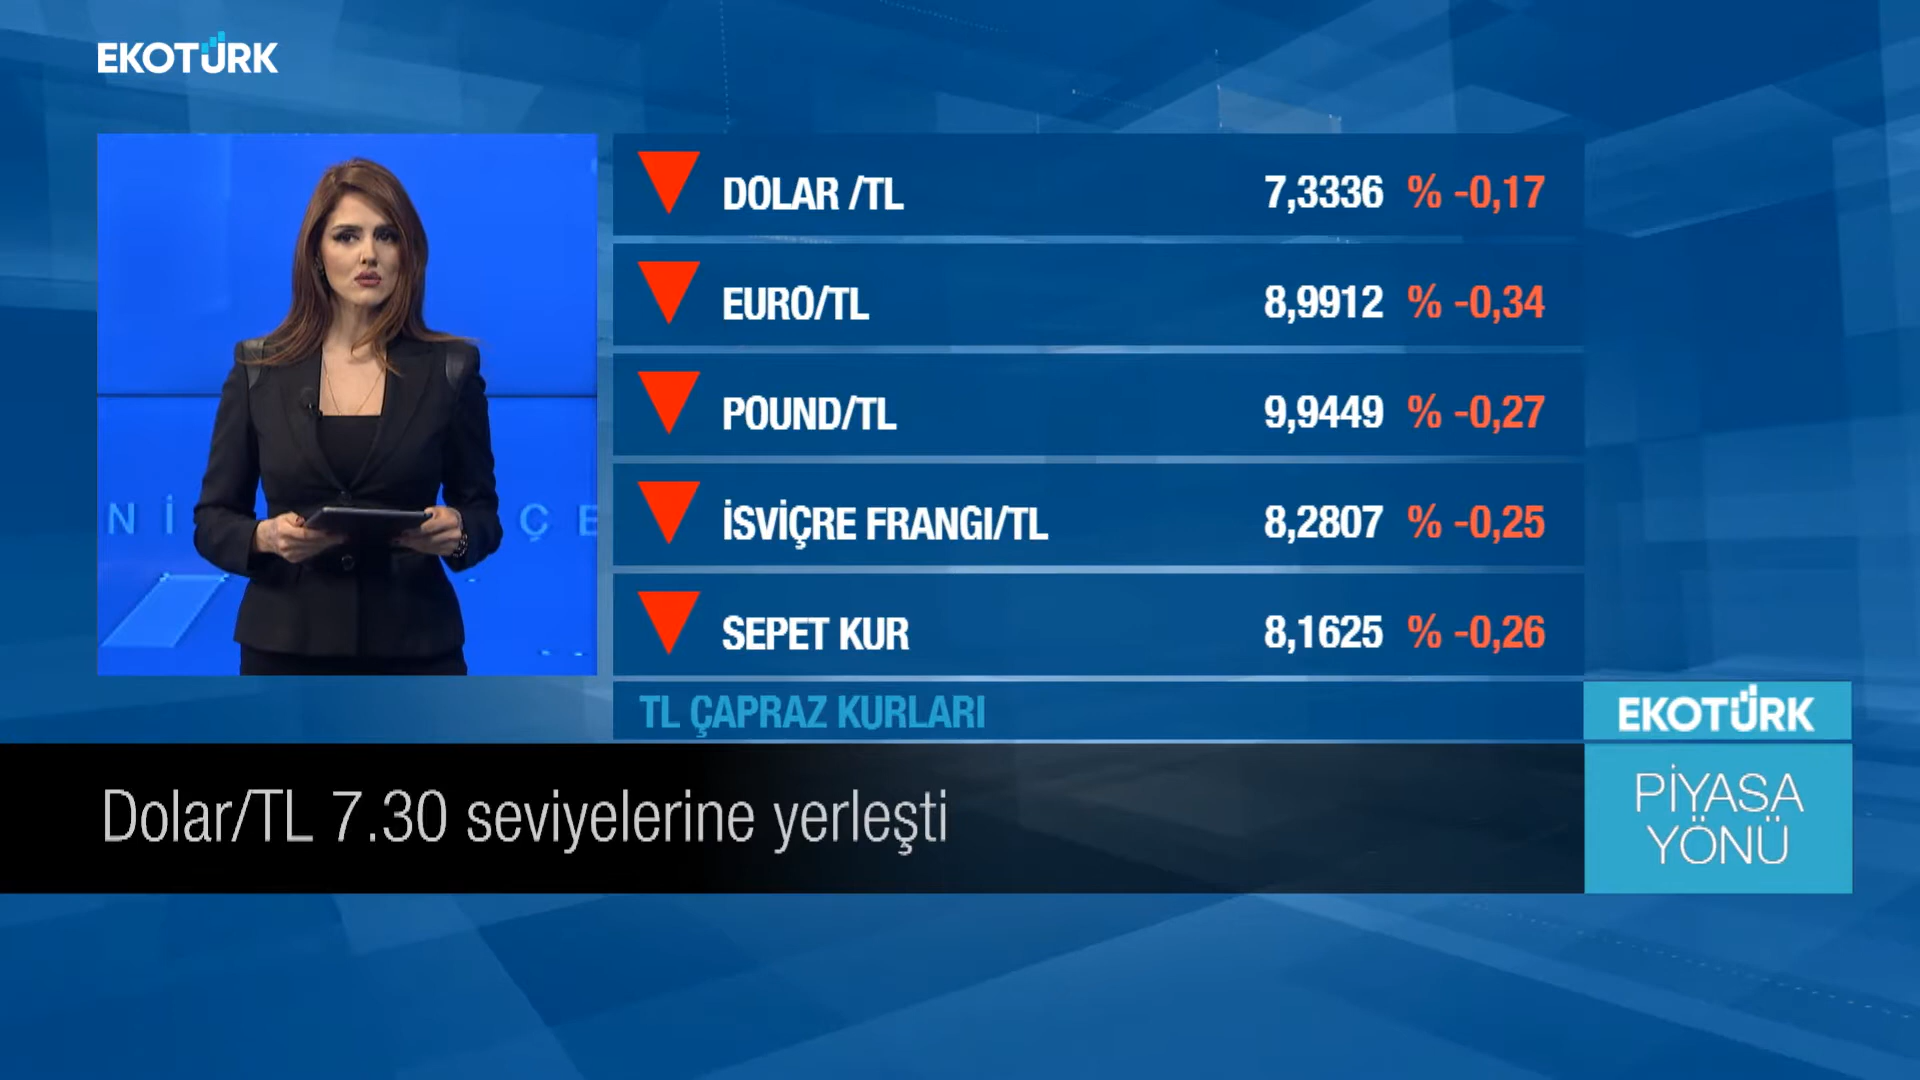 EKOTÜRK
Nİ ÇE
DOLAR /TL 7,3336 % -0,17
EURO/TL 8,9912 % -0,34
POUND/TL 9,9449 % -0,27
İSVİÇRE FRANGI/TL 8,2807 % -0,25
SEPET KUR 8,1625 % -0,26
TL ÇAPRAZ KURLARI
EKOTÜRK
Dolar/TL 7.30 seviyelerine yerleşti
PİYASA
YÖNÜ